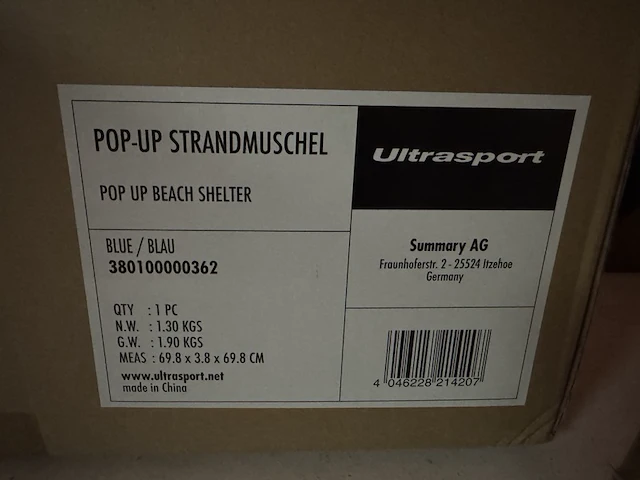 POP-UP STRANDMUSCHEL
POP UP BEACH SHELTER
Ultrasport
BLUE / BLAU
380100000362
Summary AG
Fraunhoferstr. 2 - 25524 Itzehoe
Germany
QTY : 1 PC
N.W. : 1.30 KGS
G.W. : 1.90 KGS
MEAS : 69.8 x 3.8 x 69.8 CM
www.ultrasport.net
made in China
4 046228 214207